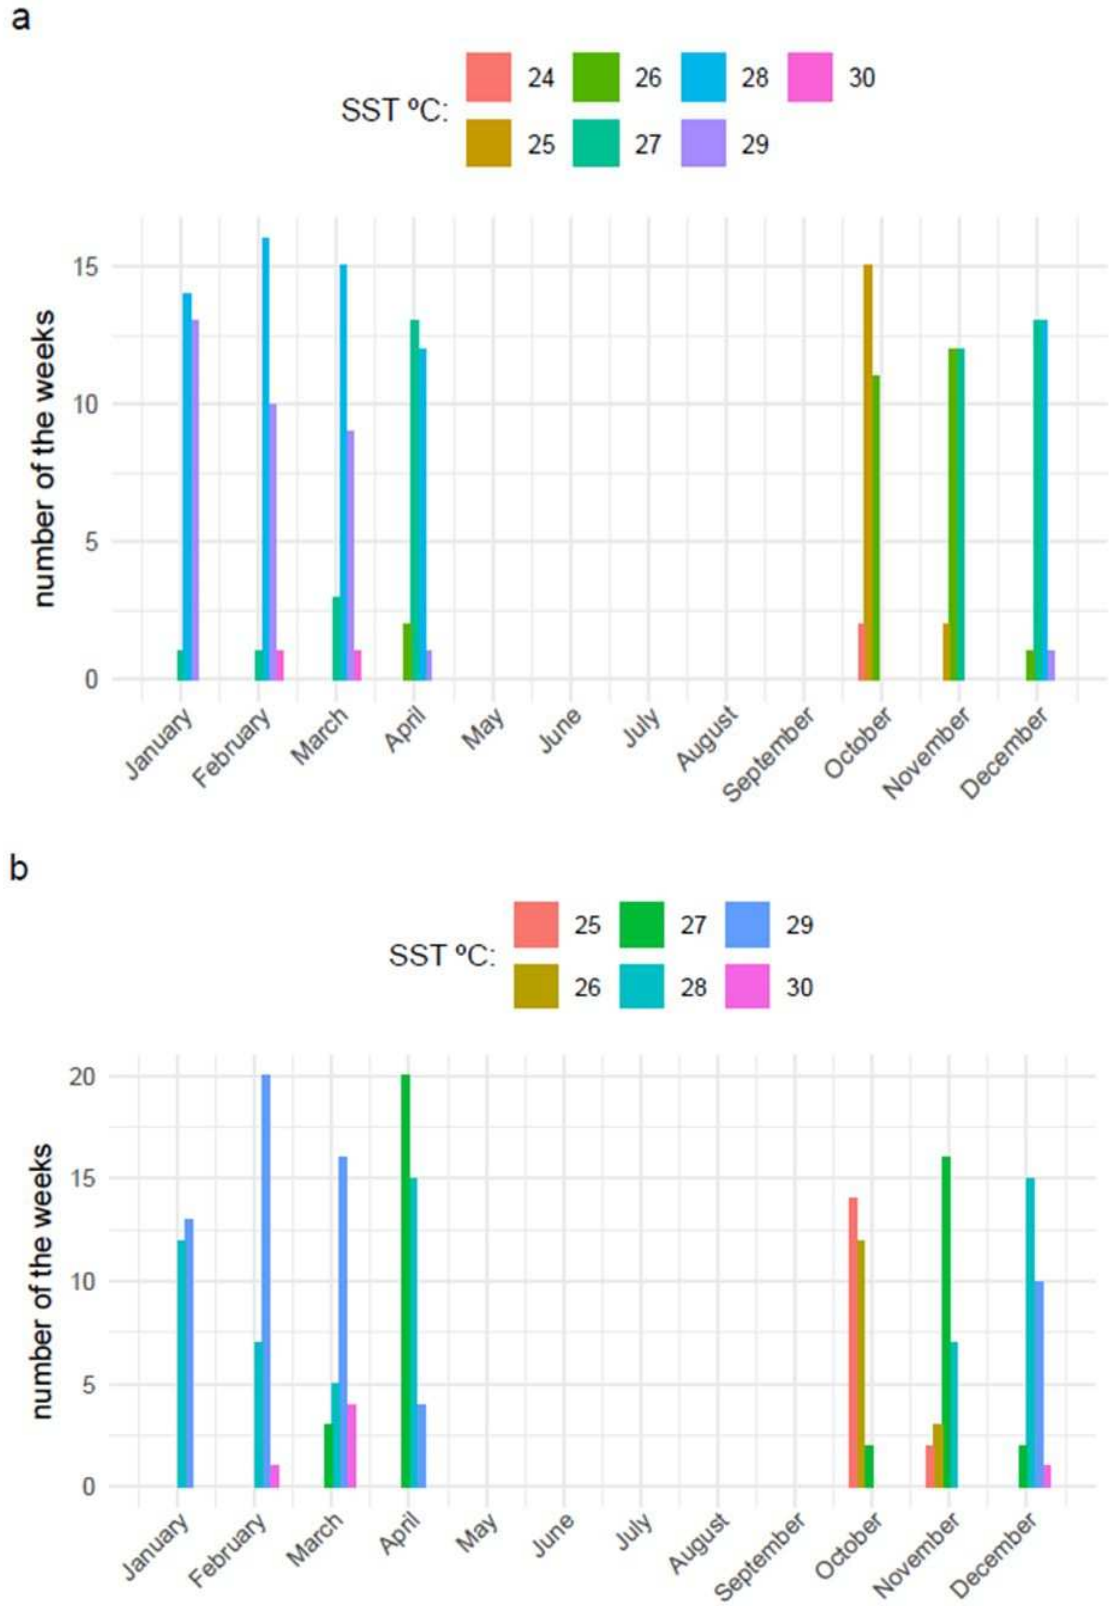 a
SST ºC:
24 26 28 30
25 27 29
number of the weeks
15
10
5
0
January February March April May June July August September October November December
b
SST ºC:
25 27 29
26 28 30
number of the weeks
20
15
10
5
0
January February March April May June July August September October November December